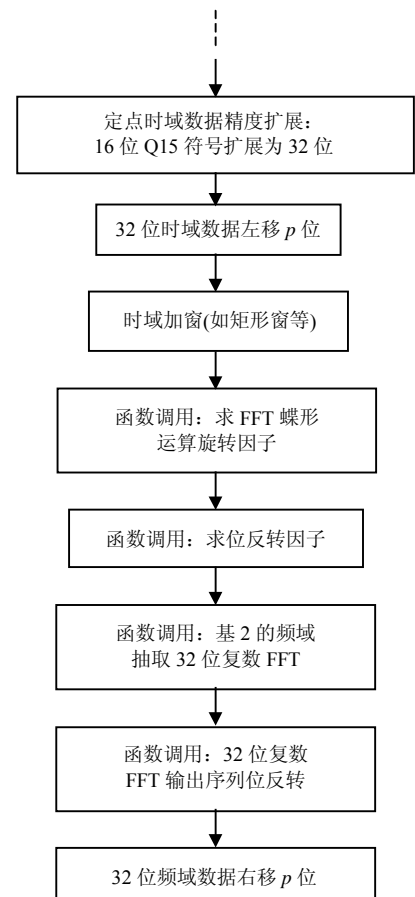 定点时域数据精度扩展：
16 位 Q15 符号扩展为 32 位
32 位时域数据左移 p 位
时域加窗(如矩形窗等)
函数调用：求 FFT 蝶形
运算旋转因子
函数调用：求位反转因子
函数调用：基 2 的频域
抽取 32 位复数 FFT
函数调用：32 位复数
FFT 输出序列位反转
32 位频域数据右移 p 位